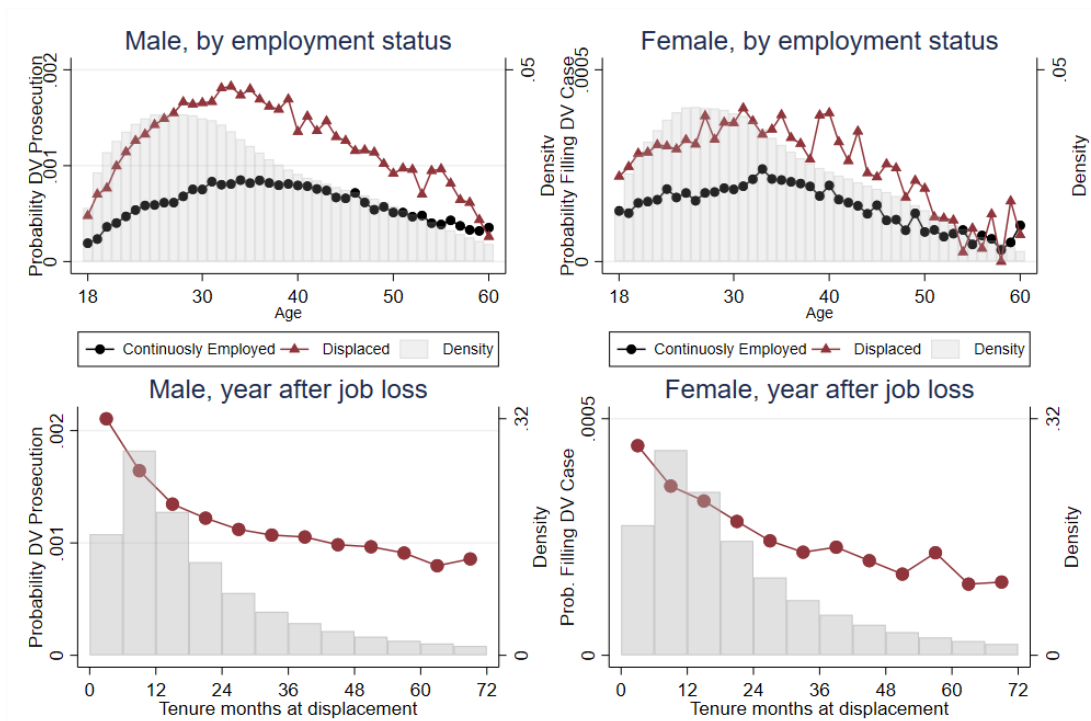 Male, by employment status
Probability DV Prosecution
0 .001 .002
Density
.05
18 30 40 50 60
Age
Continuosly Employed Displaced Density
Female, by employment status
Probability Filling DV Case
0 .0005
Density
.05
18 30 40 50 60
Age
Continuosly Employed Displaced Density
Male, year after job loss
Probability DV Prosecution
0 .001 .002
Density
0 .32
0 12 24 36 48 60 72
Tenure months at displacement
Female, year after job loss
Prob. Filling DV Case
0 .0005
Density
0 .32
0 12 24 36 48 60 72
Tenure months at displacement